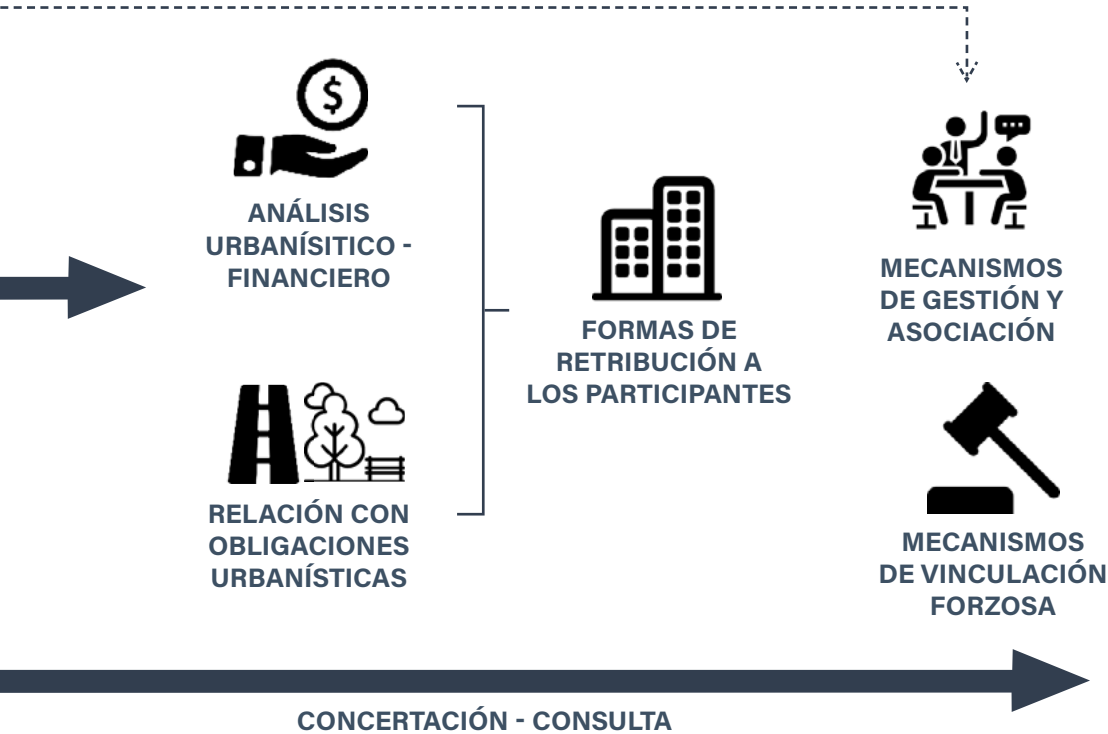 $
ANÁLISIS
URBANÍSITICO -
FINANCIERO
RELACIÓN CON
OBLIGACIONES
URBANÍSTICAS
FORMAS DE
RETRIBUCIÓN A
LOS PARTICIPANTES
MECANISMOS
DE GESTIÓN Y
ASOCIACIÓN
MECANISMOS
DE VINCULACIÓN
FORZOSA
CONCERTACIÓN - CONSULTA